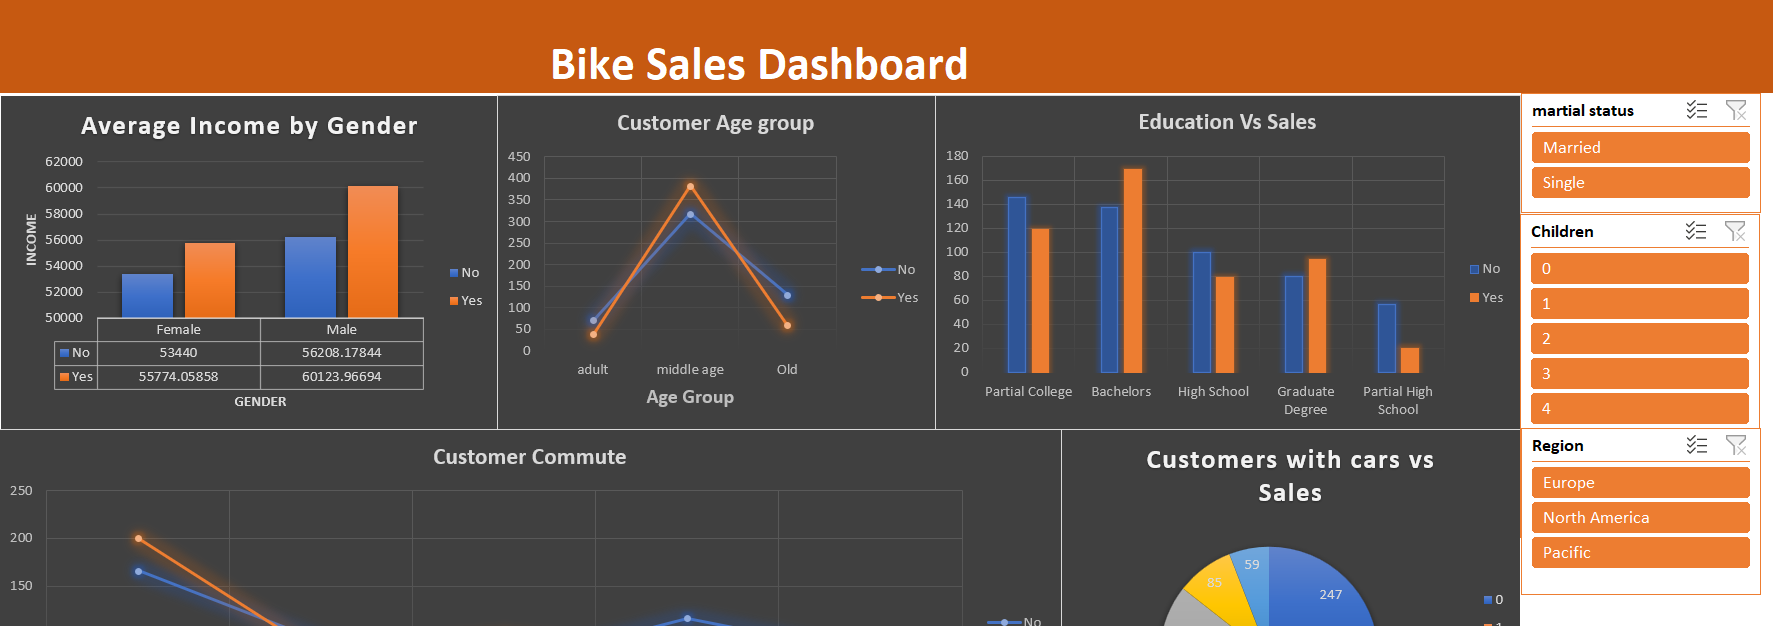 Bike Sales Dashboard
Average Income by Gender
62000
60000
58000
56000
54000
52000
50000
INCOME
Female Male
No 53440 56208.17844
Yes 55774.05858 60123.96694
GENDER
No
Yes
Customer Age group
450
400
350
300
250
200
150
100
50
0
adult middle age Old
Age Group
No
Yes
Education Vs Sales
180
160
140
120
100
80
60
40
20
0
Partial College Bachelors High School Graduate Degree Partial High School
No
Yes
martial status
Married
Single
Children
0
1
2
3
4
Region
Europe
North America
Pacific
Customer Commute
250
200
150
No
Customers with cars vs
Sales
59
85
247
0